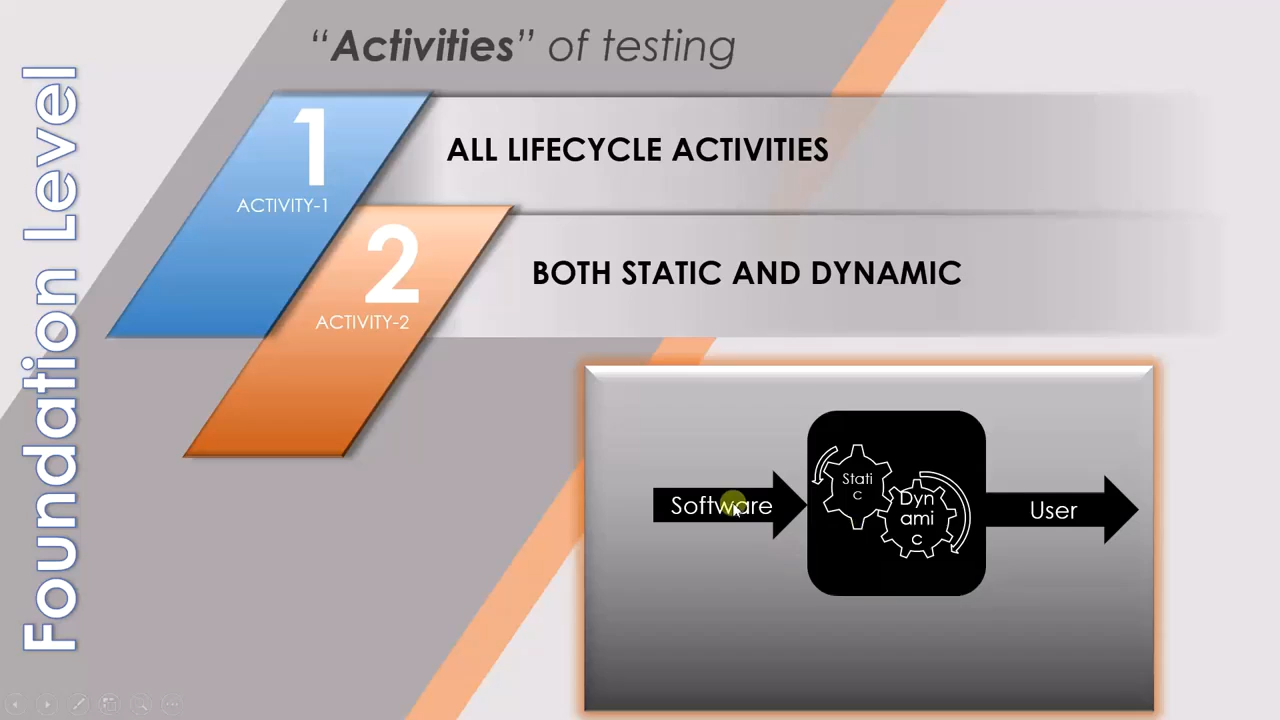 “Activities” of testing
Foundation Level
1
ACTIVITY-1
ALL LIFECYCLE ACTIVITIES
2
ACTIVITY-2
BOTH STATIC AND DYNAMIC
Software
Stati
c
Dyn
ami
c
User